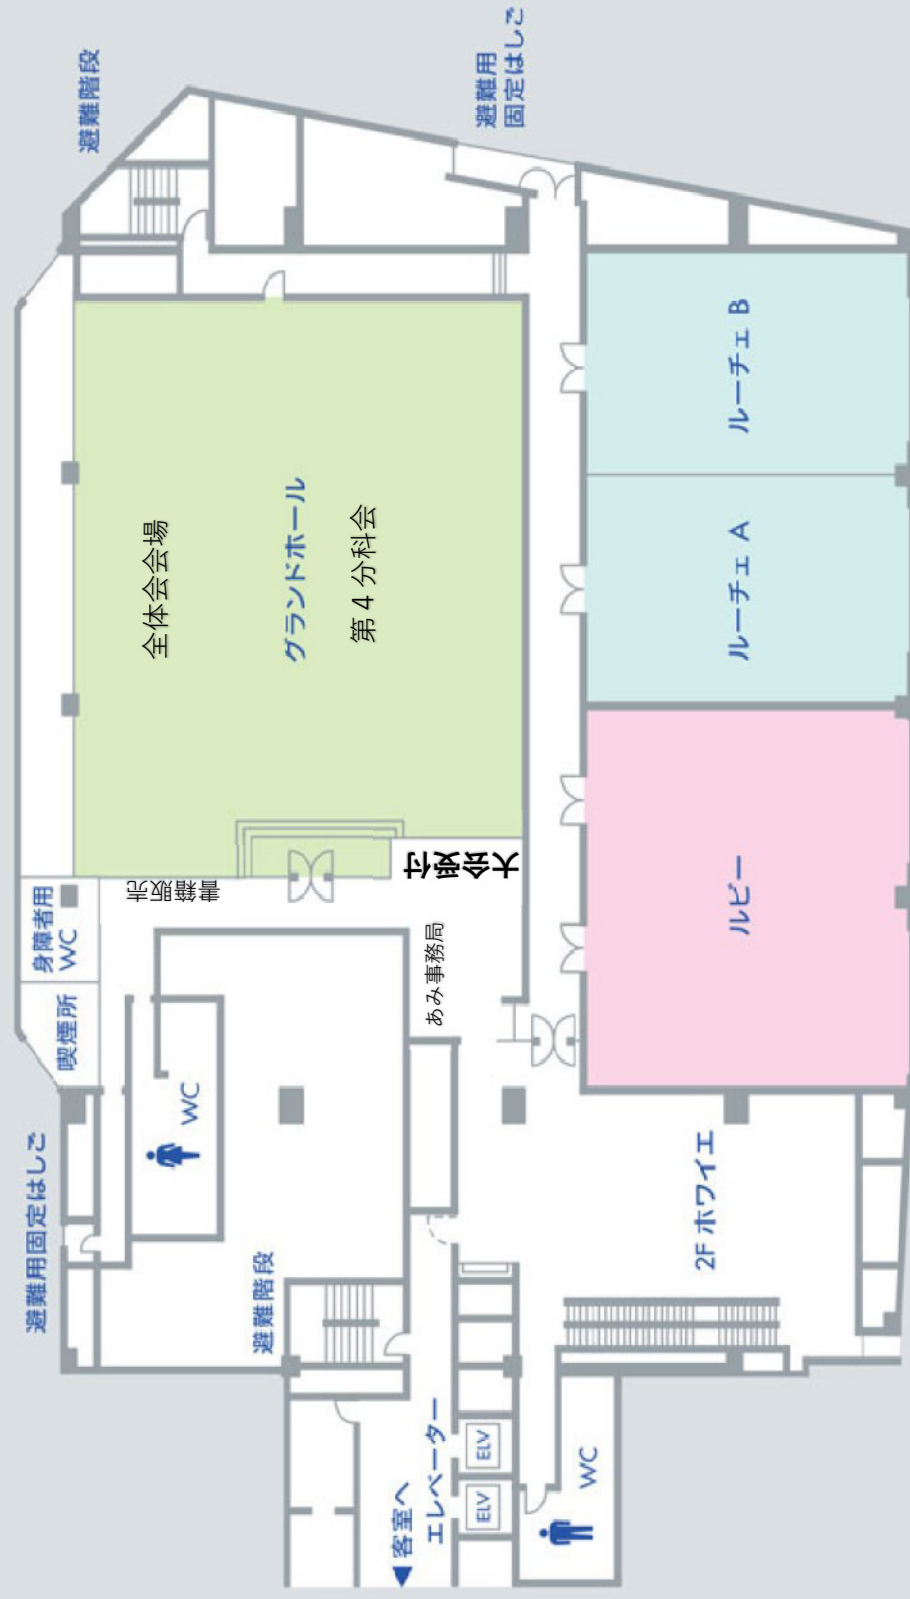 避難用固定はしご
喫煙所
身障者用
WC
避難階段
WC
書籍販売
全体会会場
避難階段
グランドホール
第4分科会
◀客室へ
エレベーター
あみ事務局
大会受付
避難用
固定はしご
ELV
ELV
WC
2F ホワイエ
ルビー
ルーチェ A
ルーチェ B